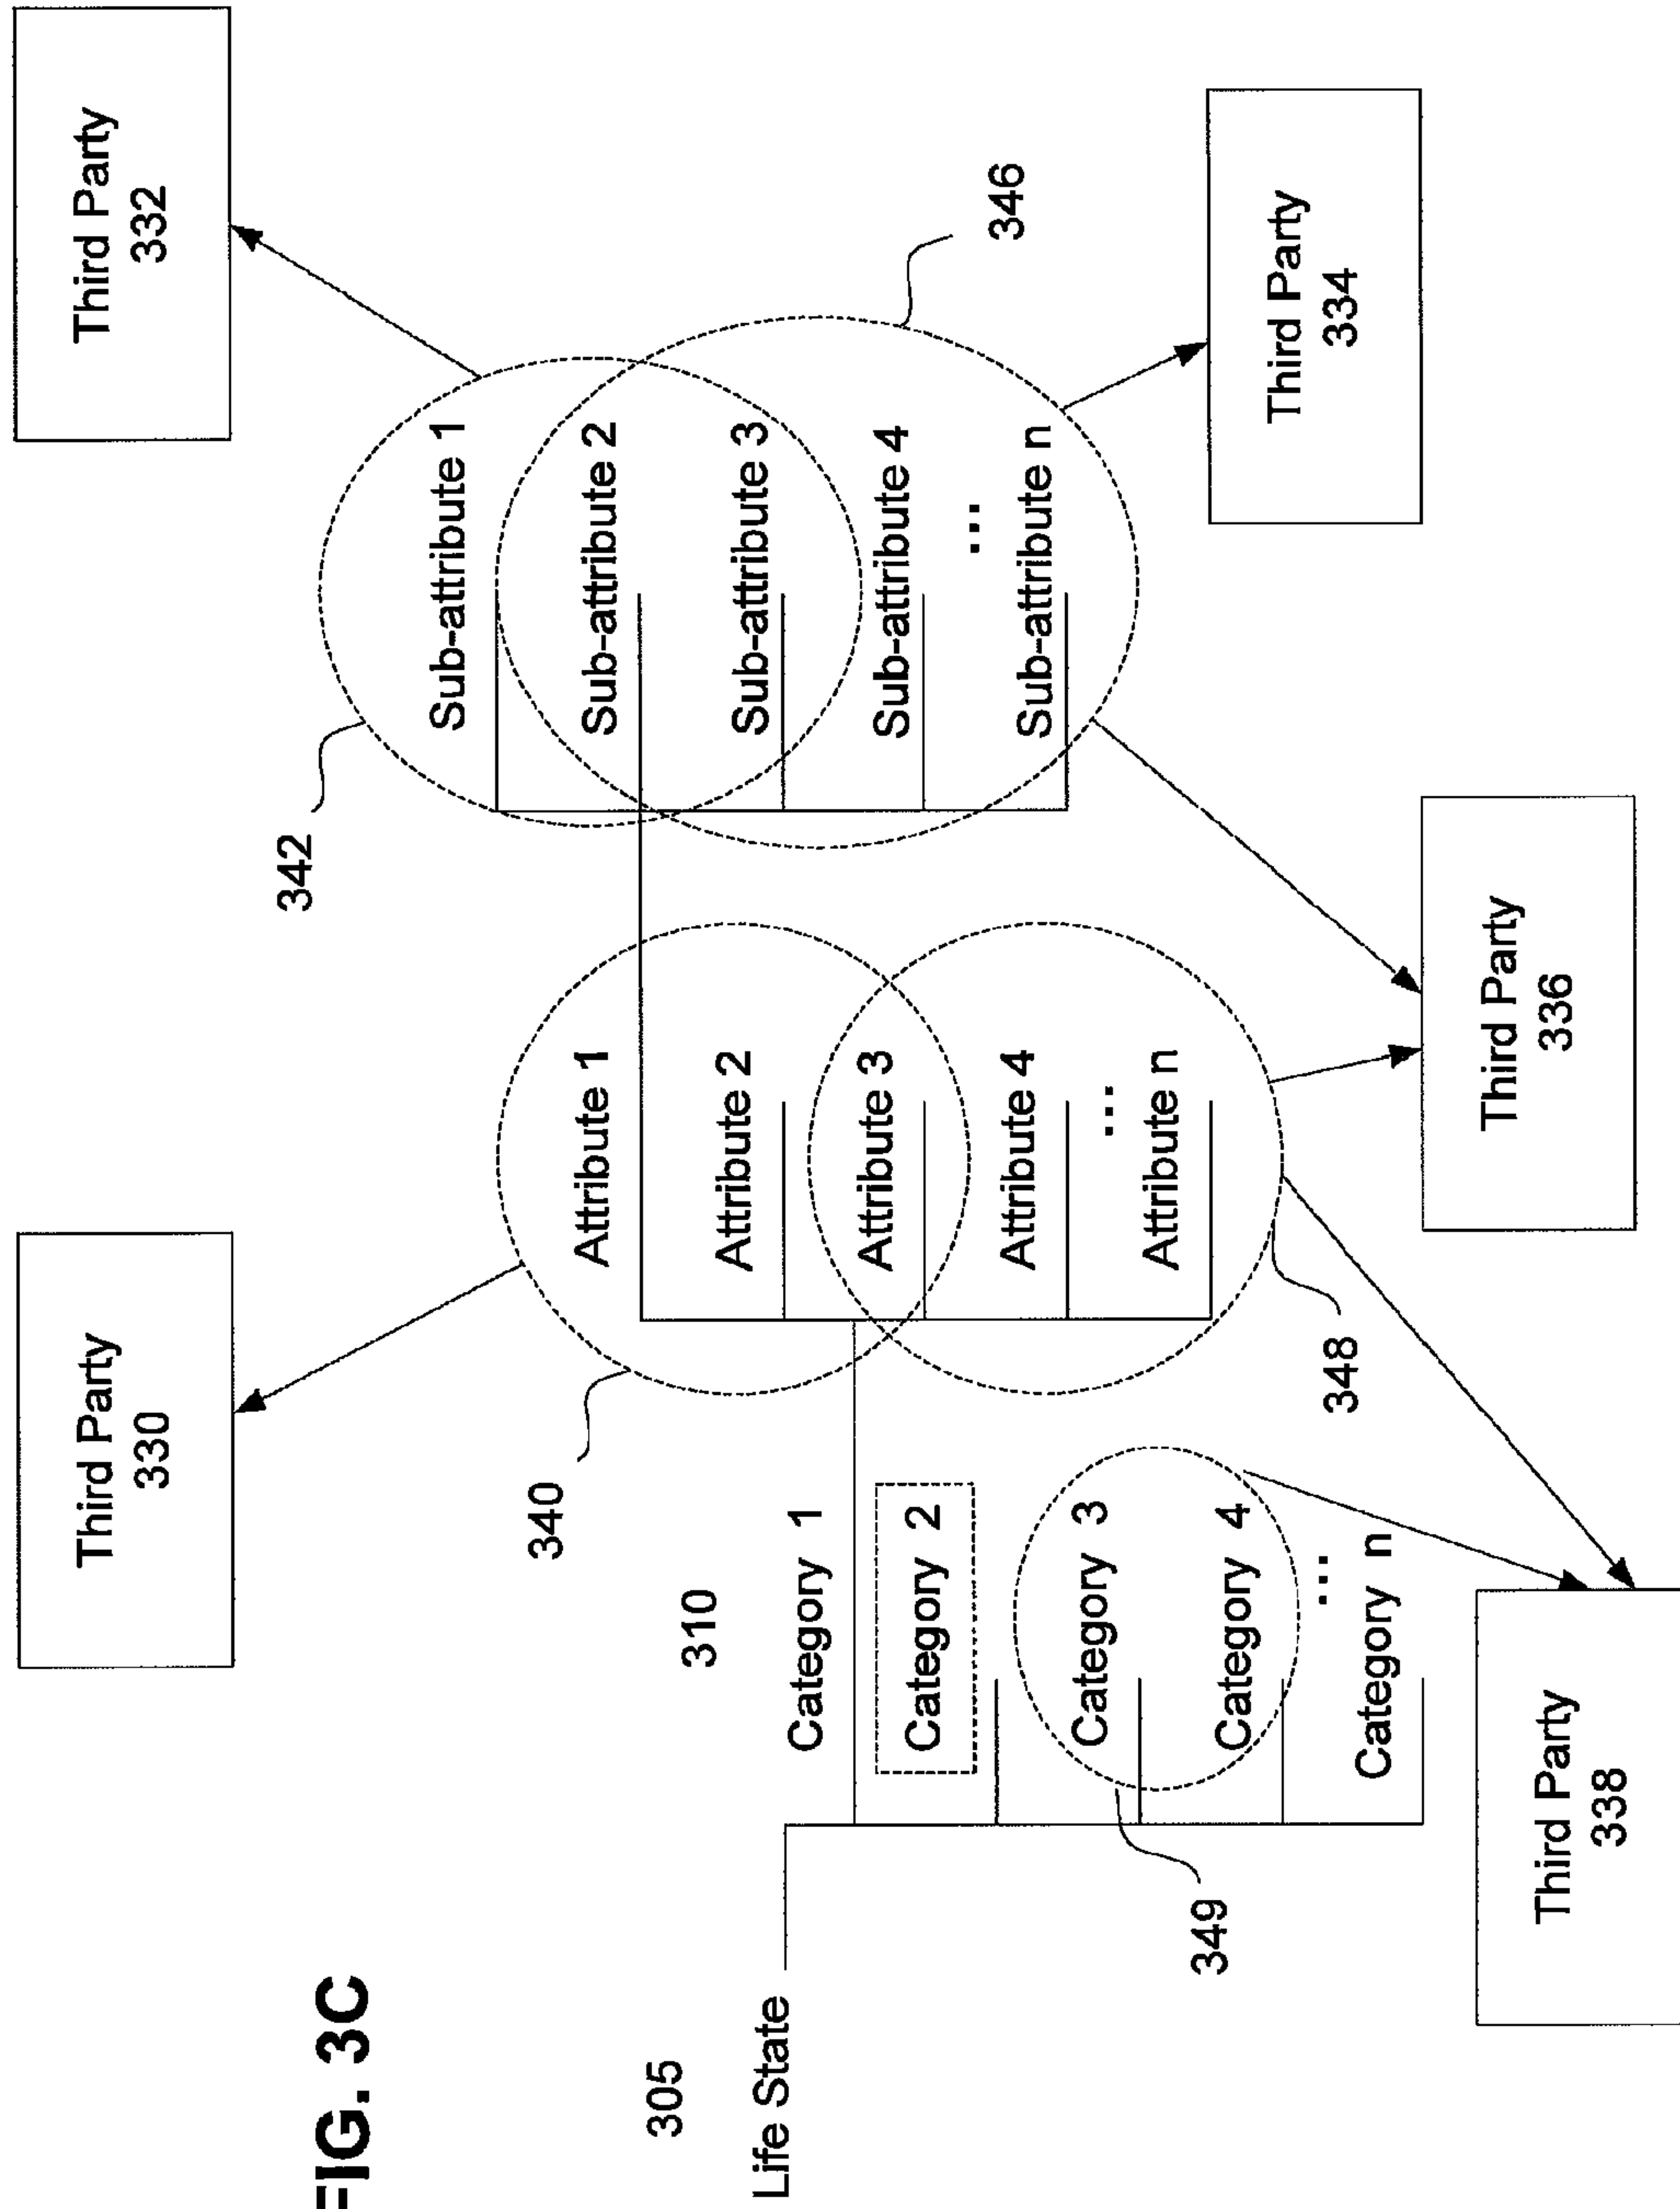 FIG. 3C
Third Party
330
Third Party
332
340
342
305
Life State
310
Category 1
Category 2
Category 3
Category 4
...
Category n
349
Attribute 1
Attribute 2
Attribute 3
Attribute 4
...
Attribute n
348
Sub-attribute 1
Sub-attribute 2
Sub-attribute 3
Sub-attribute 4
...
Sub-attribute n
346
Third Party
338
Third Party
336
Third Party
334